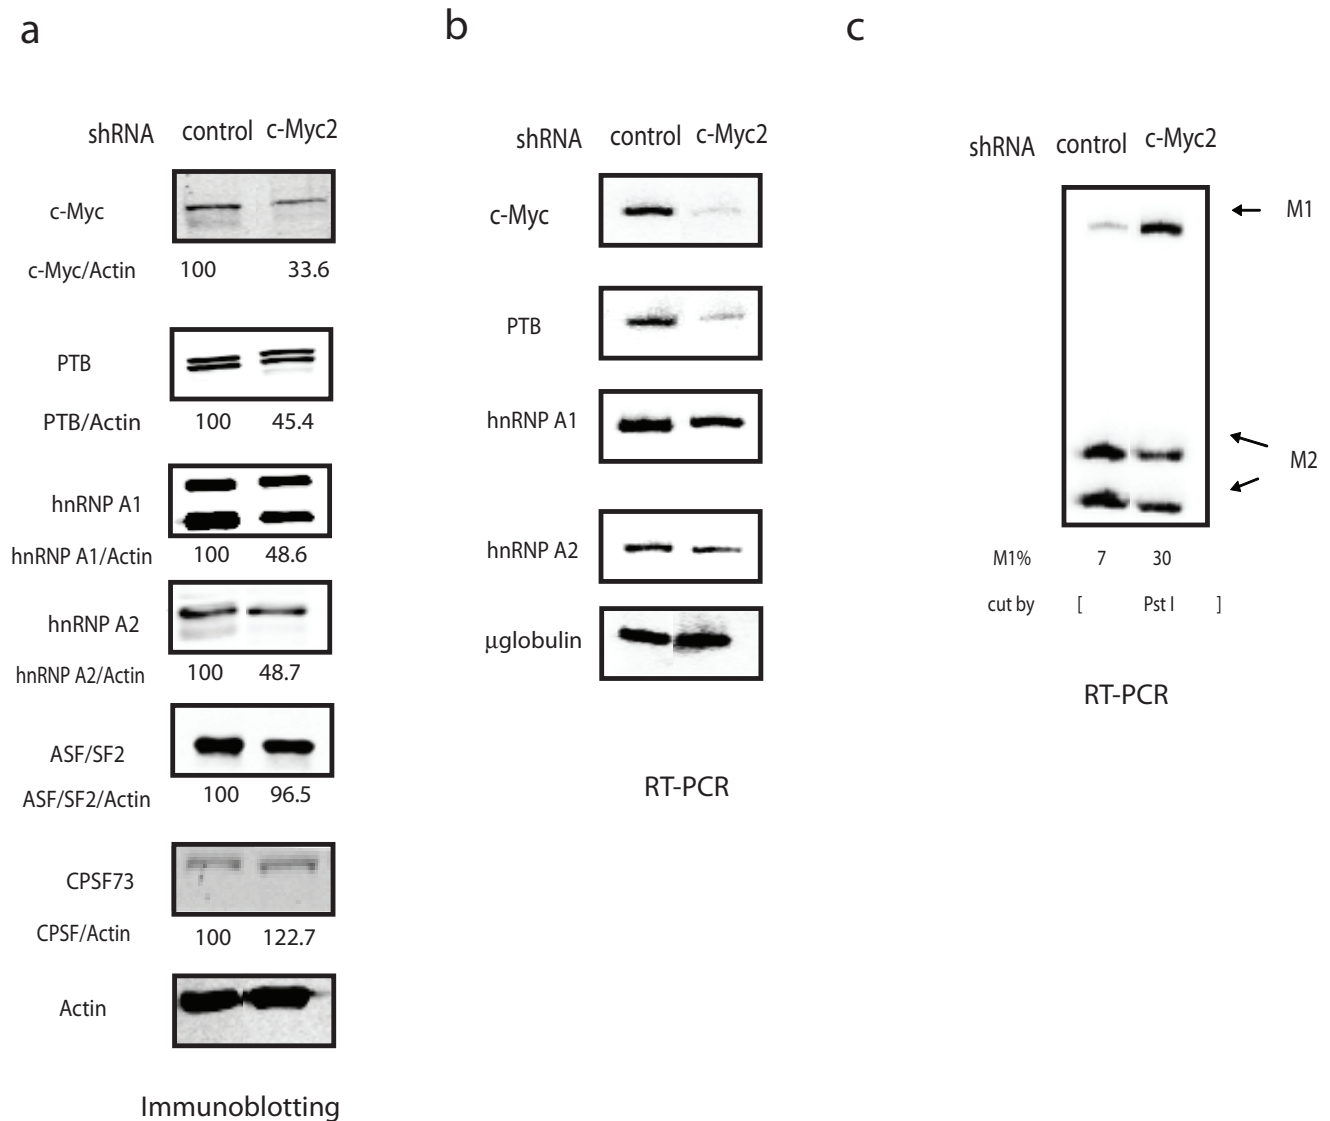 a
shRNA control c-Myc2
c-Myc
c-Myc/Actin 100 33.6
PTB
PTB/Actin 100 45.4
hnRNP A1
hnRNP A1/Actin 100 48.6
hnRNP A2
hnRNP A2/Actin 100 48.7
ASF/SF2
ASF/SF2/Actin 100 96.5
CPSF73
CPSF/Actin 100 122.7
Actin
Immunoblotting
b
shRNA control c-Myc2
c-Myc
PTB
hnRNP A1
hnRNP A2
μglobulin
RT-PCR
c
shRNA control c-Myc2
M1
M2
M1% 7 30
cut by [ Pst I ]
RT-PCR